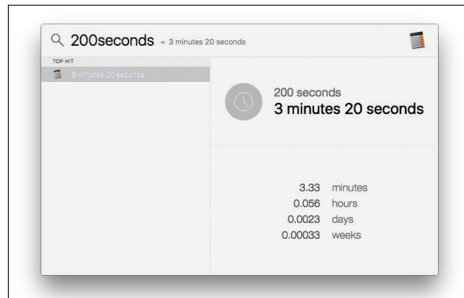 200seconds = 3 minutes 20 seconds
TOP HIT
3 minutes 20 seconds
200 seconds
3 minutes 20 seconds
3.33 minutes
0.056 hours
0.0023 days
0.00033 weeks